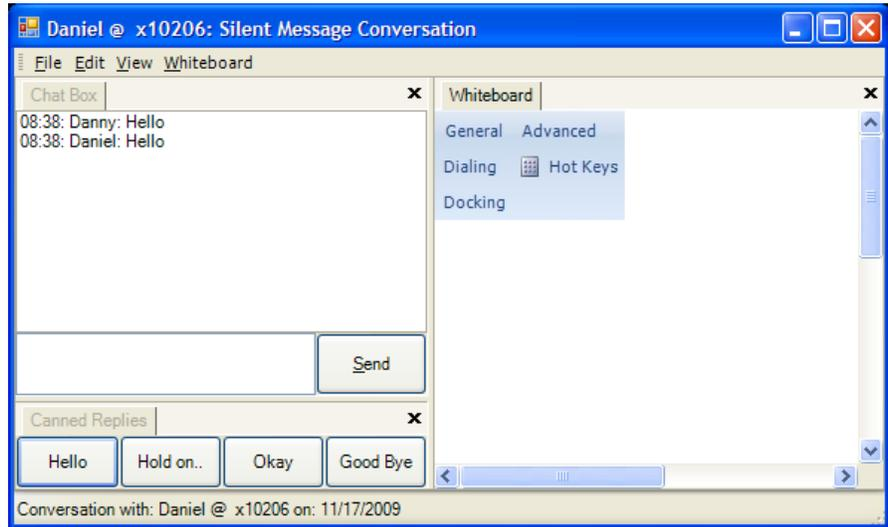 Daniel @ x10206: Silent Message Conversation
File Edit View Whiteboard
Chat Box
08:38: Danny: Hello
08:38: Daniel: Hello
Send
Canned Replies
Hello Hold on.. Okay Good Bye
Whiteboard
General Advanced
Dialing Hot Keys
Docking
Conversation with: Daniel @ x10206 on: 11/17/2009